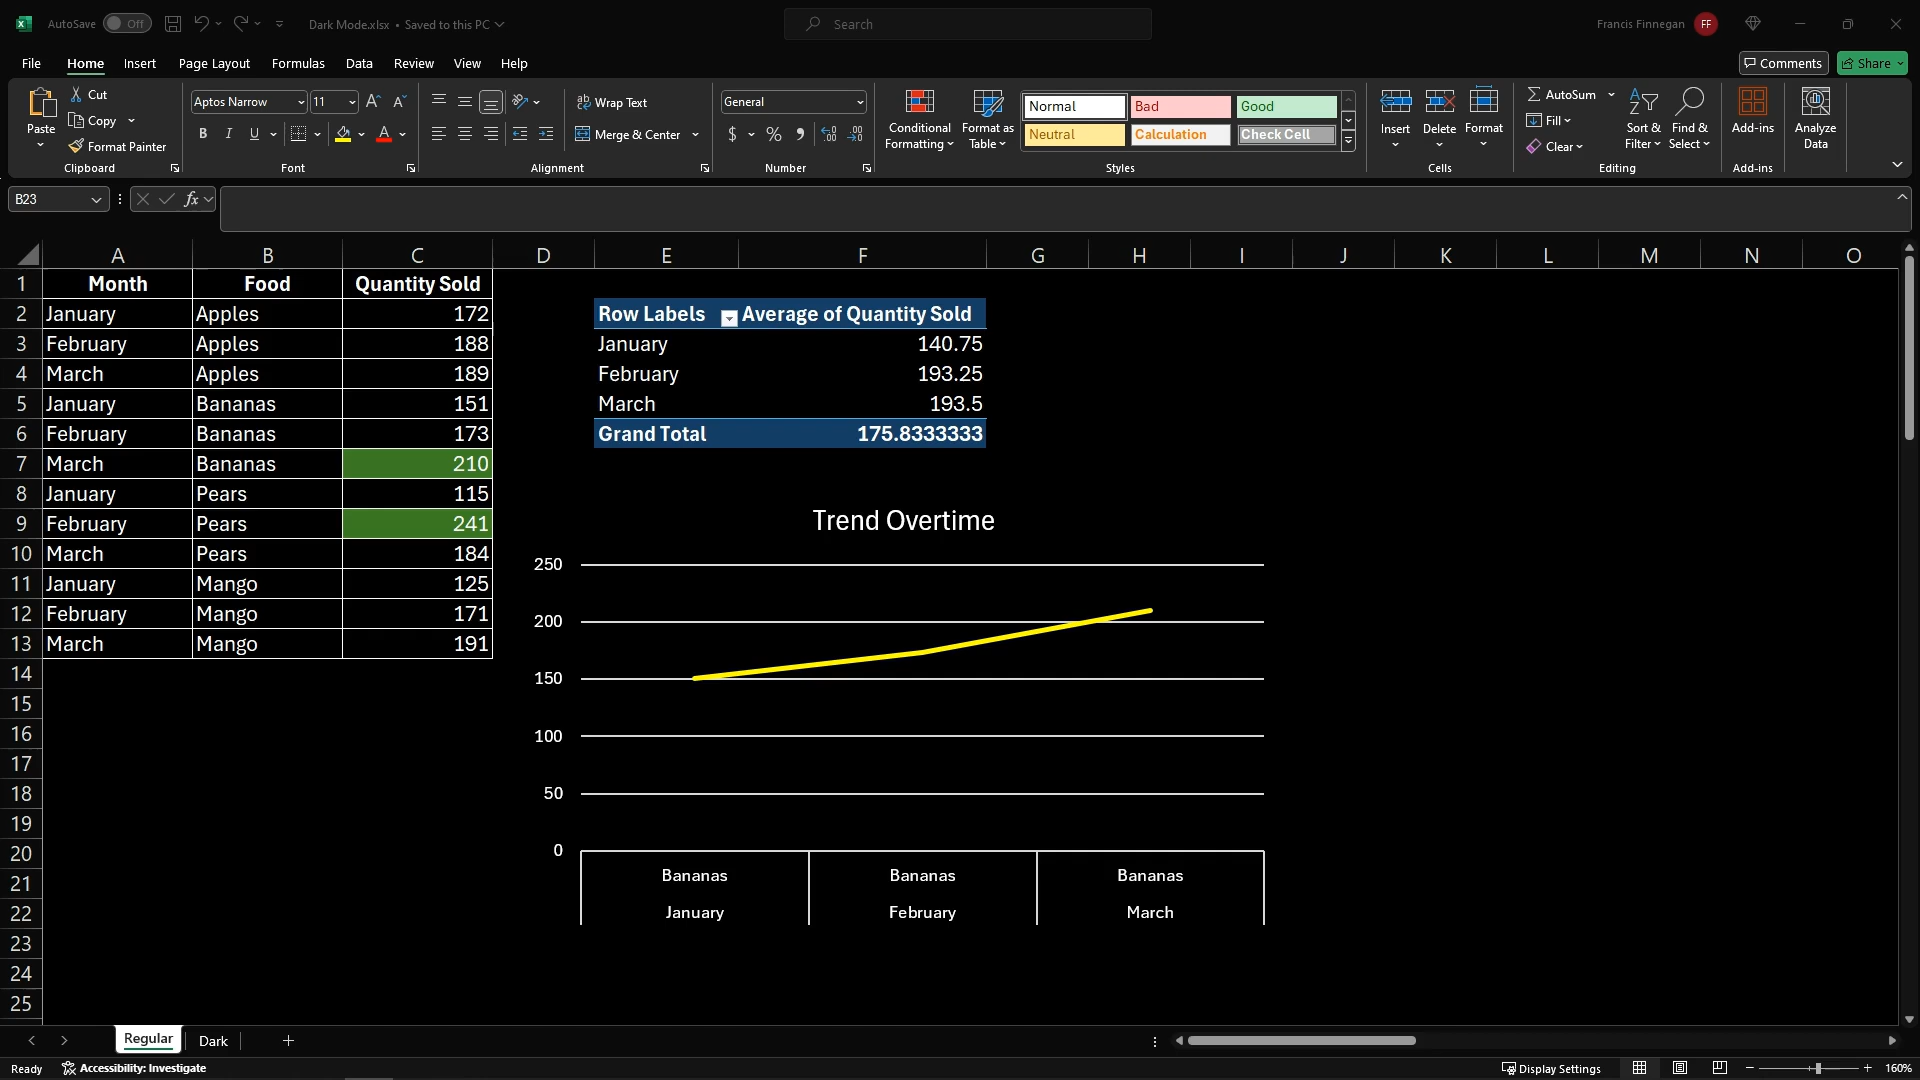 AutoSave Off Dark Mode.xlsx • Saved to this PC Search Francis Finnegan FF
File Home Insert Page Layout Formulas Data Review View Help Comments Share
Paste
Cut
Copy
Format Painter
Clipboard
Aptos Narrow 11
B I U
Font
Wrap Text
Merge & Center
Alignment
General
$ % ,
Number
Conditional
Formatting
Format as
Table
Normal Bad Good
Neutral Calculation Check Cell
Styles
Insert Delete Format
Cells
AutoSum
Fill
Clear
Sort &
Filter
Find &
Select
Editing
Add-ins
Add-ins
Analyze
Data
B23 fx
A B C D E F G H I J K L M N O
1 Month Food Quantity Sold
2 January Apples 172
3 February Apples 188
4 March Apples 189
5 January Bananas 151
6 February Bananas 173
7 March Bananas 210
8 January Pears 115
9 February Pears 241
10 March Pears 184
11 January Mango 125
12 February Mango 171
13 March Mango 191
14
15
16
17
18
19
20
21
22
23
24
25
Row Labels Average of Quantity Sold
January 140.75
February 193.25
March 193.5
Grand Total 175.8333333
Trend Overtime
250
200
150
100
50
0
Bananas Bananas Bananas
January February March
Regular Dark
Ready Accessibility: Investigate Display Settings 160%